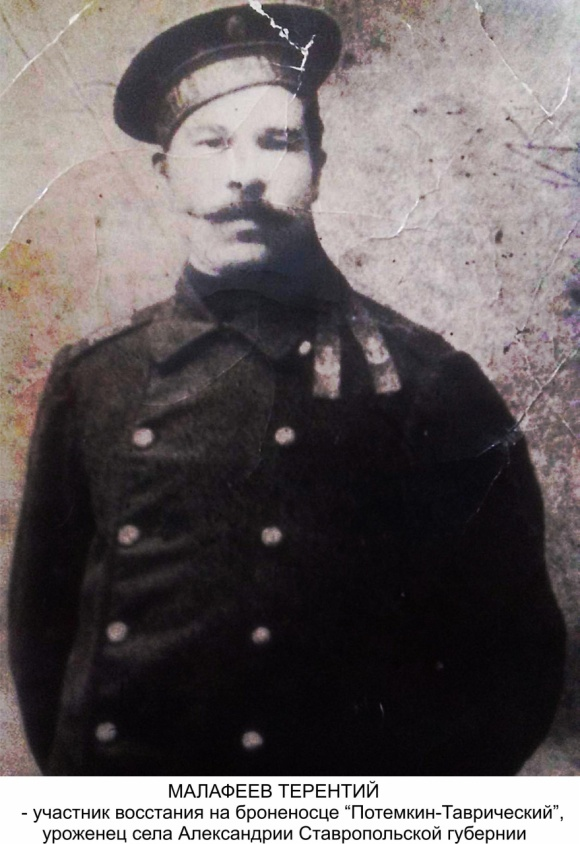 МАЛАФЕЕВ ТЕРЕНТИЙ
- участник восстания на броненосце “Потемкин-Таврический”,
уроженец села Александрии Ставропольской губернии